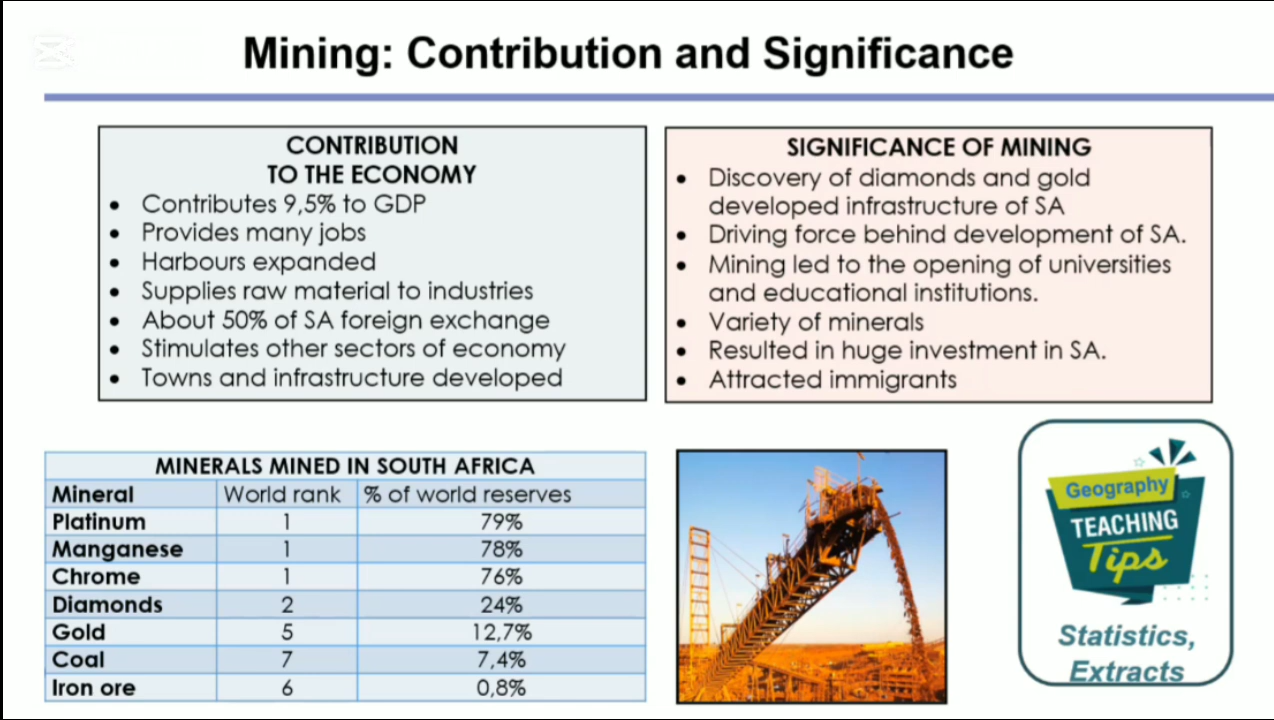 Mining: Contribution and Significance
CONTRIBUTION
TO THE ECONOMY
• Contributes 9,5% to GDP
• Provides many jobs
• Harbours expanded
• Supplies raw material to industries
• About 50% of SA foreign exchange
• Stimulates other sectors of economy
• Towns and infrastructure developed
SIGNIFICANCE OF MINING
• Discovery of diamonds and gold
developed infrastructure of SA
• Driving force behind development of SA.
• Mining led to the opening of universities
and educational institutions.
• Variety of minerals
• Resulted in huge investment in SA.
• Attracted immigrants
MINERALS MINED IN SOUTH AFRICA
Mineral World rank % of world reserves
Platinum 1 79%
Manganese 1 78%
Chrome 1 76%
Diamonds 2 24%
Gold 5 12,7%
Coal 7 7,4%
Iron ore 6 0,8%
Geography
TEACHING
Tips
Statistics,
Extracts